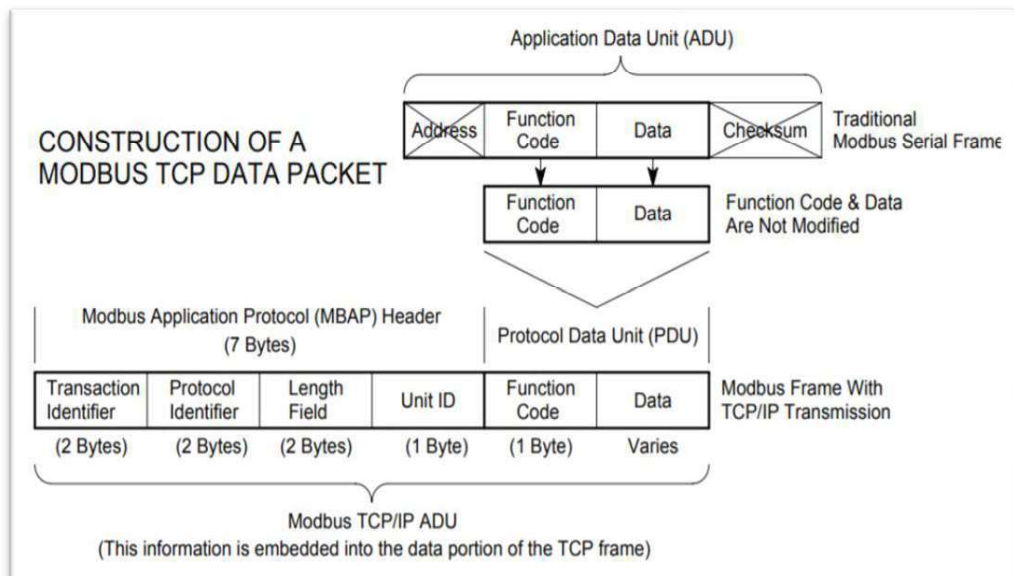 Application Data Unit (ADU)
CONSTRUCTION OF A
MODBUS TCP DATA PACKET
Address
Function
Code
Data
Checksum
Traditional
Modbus Serial Frame
Function
Code
Data
Function Code & Data
Are Not Modified
Modbus Application Protocol (MBAP) Header
(7 Bytes)
Protocol Data Unit (PDU)
Transaction
Identifier
Protocol
Identifier
Length
Field
Unit ID
Function
Code
Data
Modbus Frame With
TCP/IP Transmission
(2 Bytes)
(2 Bytes)
(2 Bytes)
(1 Byte)
(1 Byte)
Varies
Modbus TCP/IP ADU
(This information is embedded into the data portion of the TCP frame)